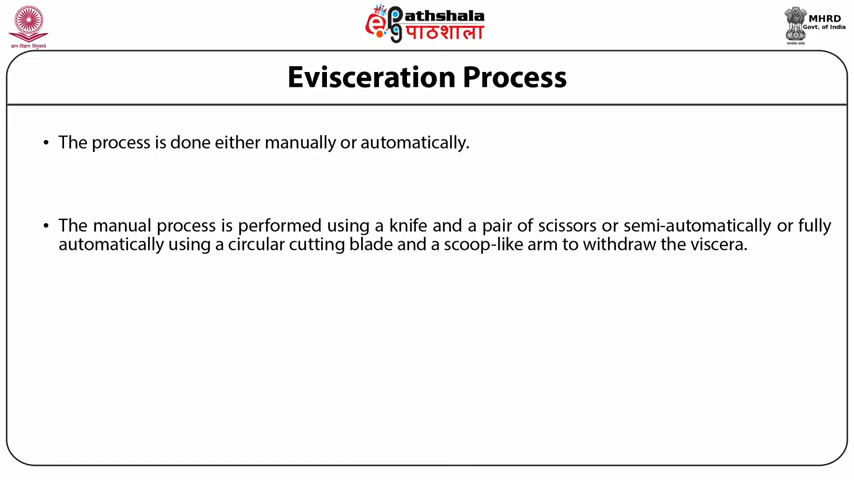 Pathshala
पाठशाला
MHRD
Govt. of India
Evisceration Process
• The process is done either manually or automatically.
• The manual process is performed using a knife and a pair of scissors or semi-automatically or fully
automatically using a circular cutting blade and a scoop-like arm to withdraw the viscera.